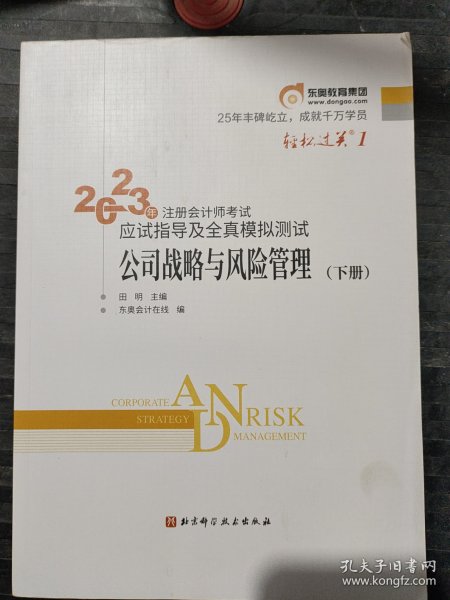 东奥教育集团
www.dongao.com
25年丰碑屹立，成就千万学员
轻松过关®1
2023年 注册会计师考试
应试指导及全真模拟测试
公司战略与风险管理（下册）
田 明 主编
东奥会计在线 编
CORPORATE
STRATEGY
AND
RISK
MANAGEMENT
北京科学技术出版社
孔夫子旧书网
www.kongfz.com